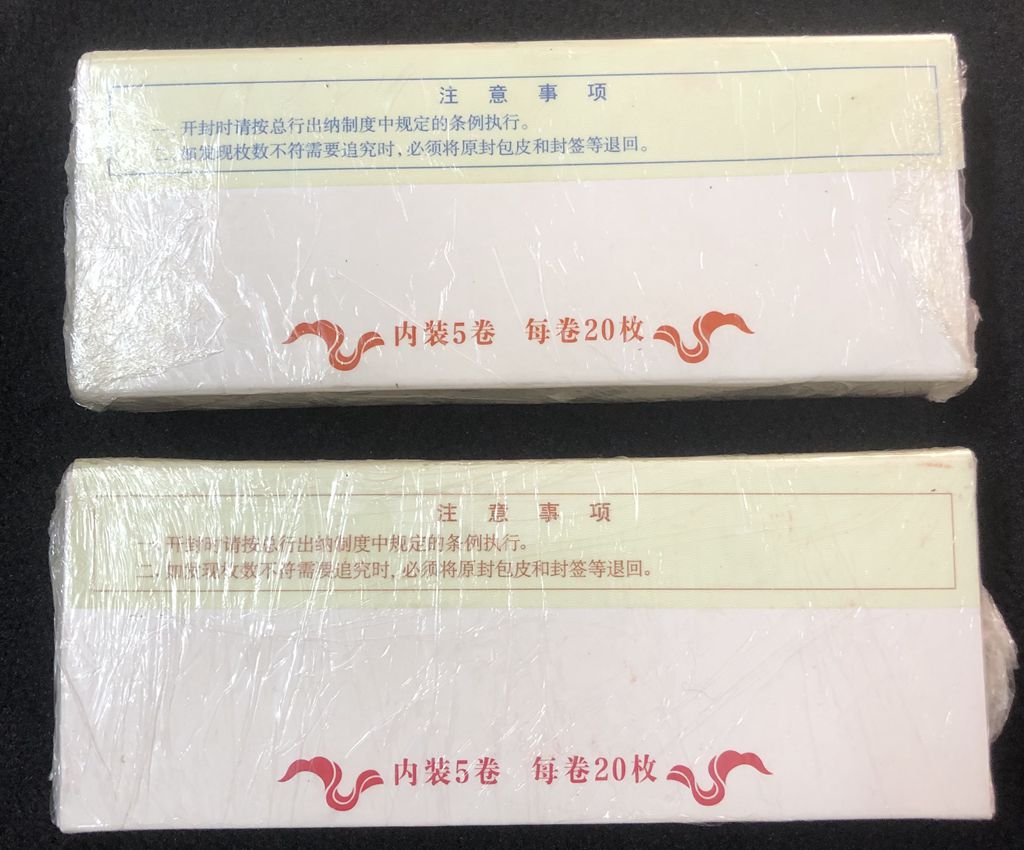 注意事项
一、开封时请按总行出纳制度中规定的条例执行。
二、如发现枚数不符需要追究时，必须将原封包皮和封签等退回。
内装5卷 每卷20枚
注意事项
一、开封时请按总行出纳制度中规定的条例执行。
二、如发现枚数不符需要追究时，必须将原封包皮和封签等退回。
内装5卷 每卷20枚